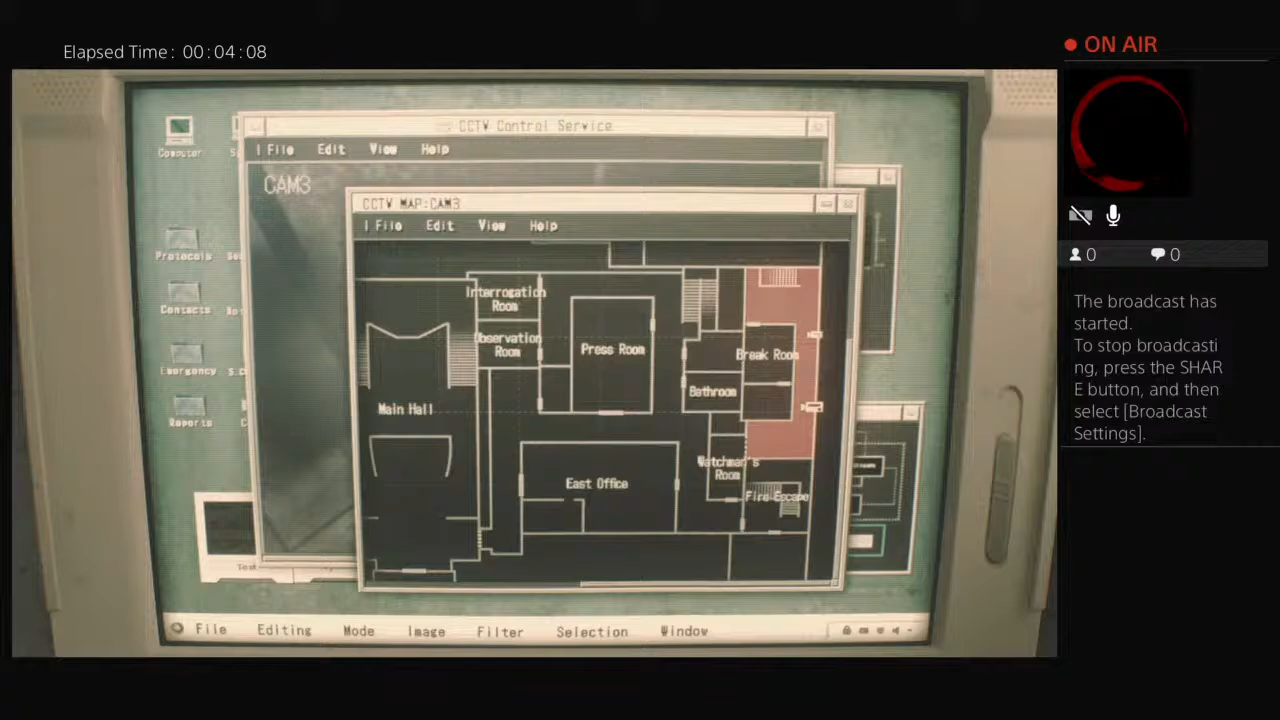 Elapsed Time: 00:04:08
ON AIR
CCTV Control Service
File Edit View Help
Computer
CAM3
CCTV MAP:CAM3
File Edit View Help
Protocols
Contacts
Emergency
Reports
Interrogation
Room
Observation
Room
Press Room
Break Room
Bathroom
Main Hall
East Office
Watchman's
Room
Fire Escape
File Editing Mode Image Filter Selection Window
0 0
The broadcast has
started.
To stop broadcasti
ng, press the SHAR
E button, and then
select [Broadcast
Settings].